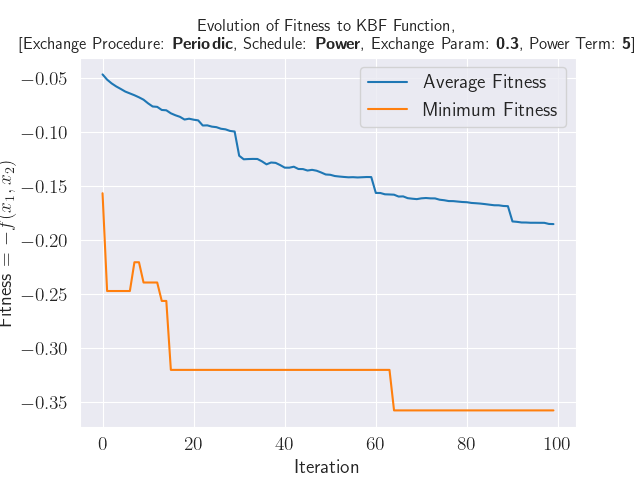 Evolution of Fitness to KBF Function,
[Exchange Procedure: Periodic, Schedule: Power, Exchange Param: 0.3, Power Term: 5]
Average Fitness
Minimum Fitness
Fitness = −f(x₁, x₂)
−0.05
−0.10
−0.15
−0.20
−0.25
−0.30
−0.35
0 20 40 60 80 100
Iteration